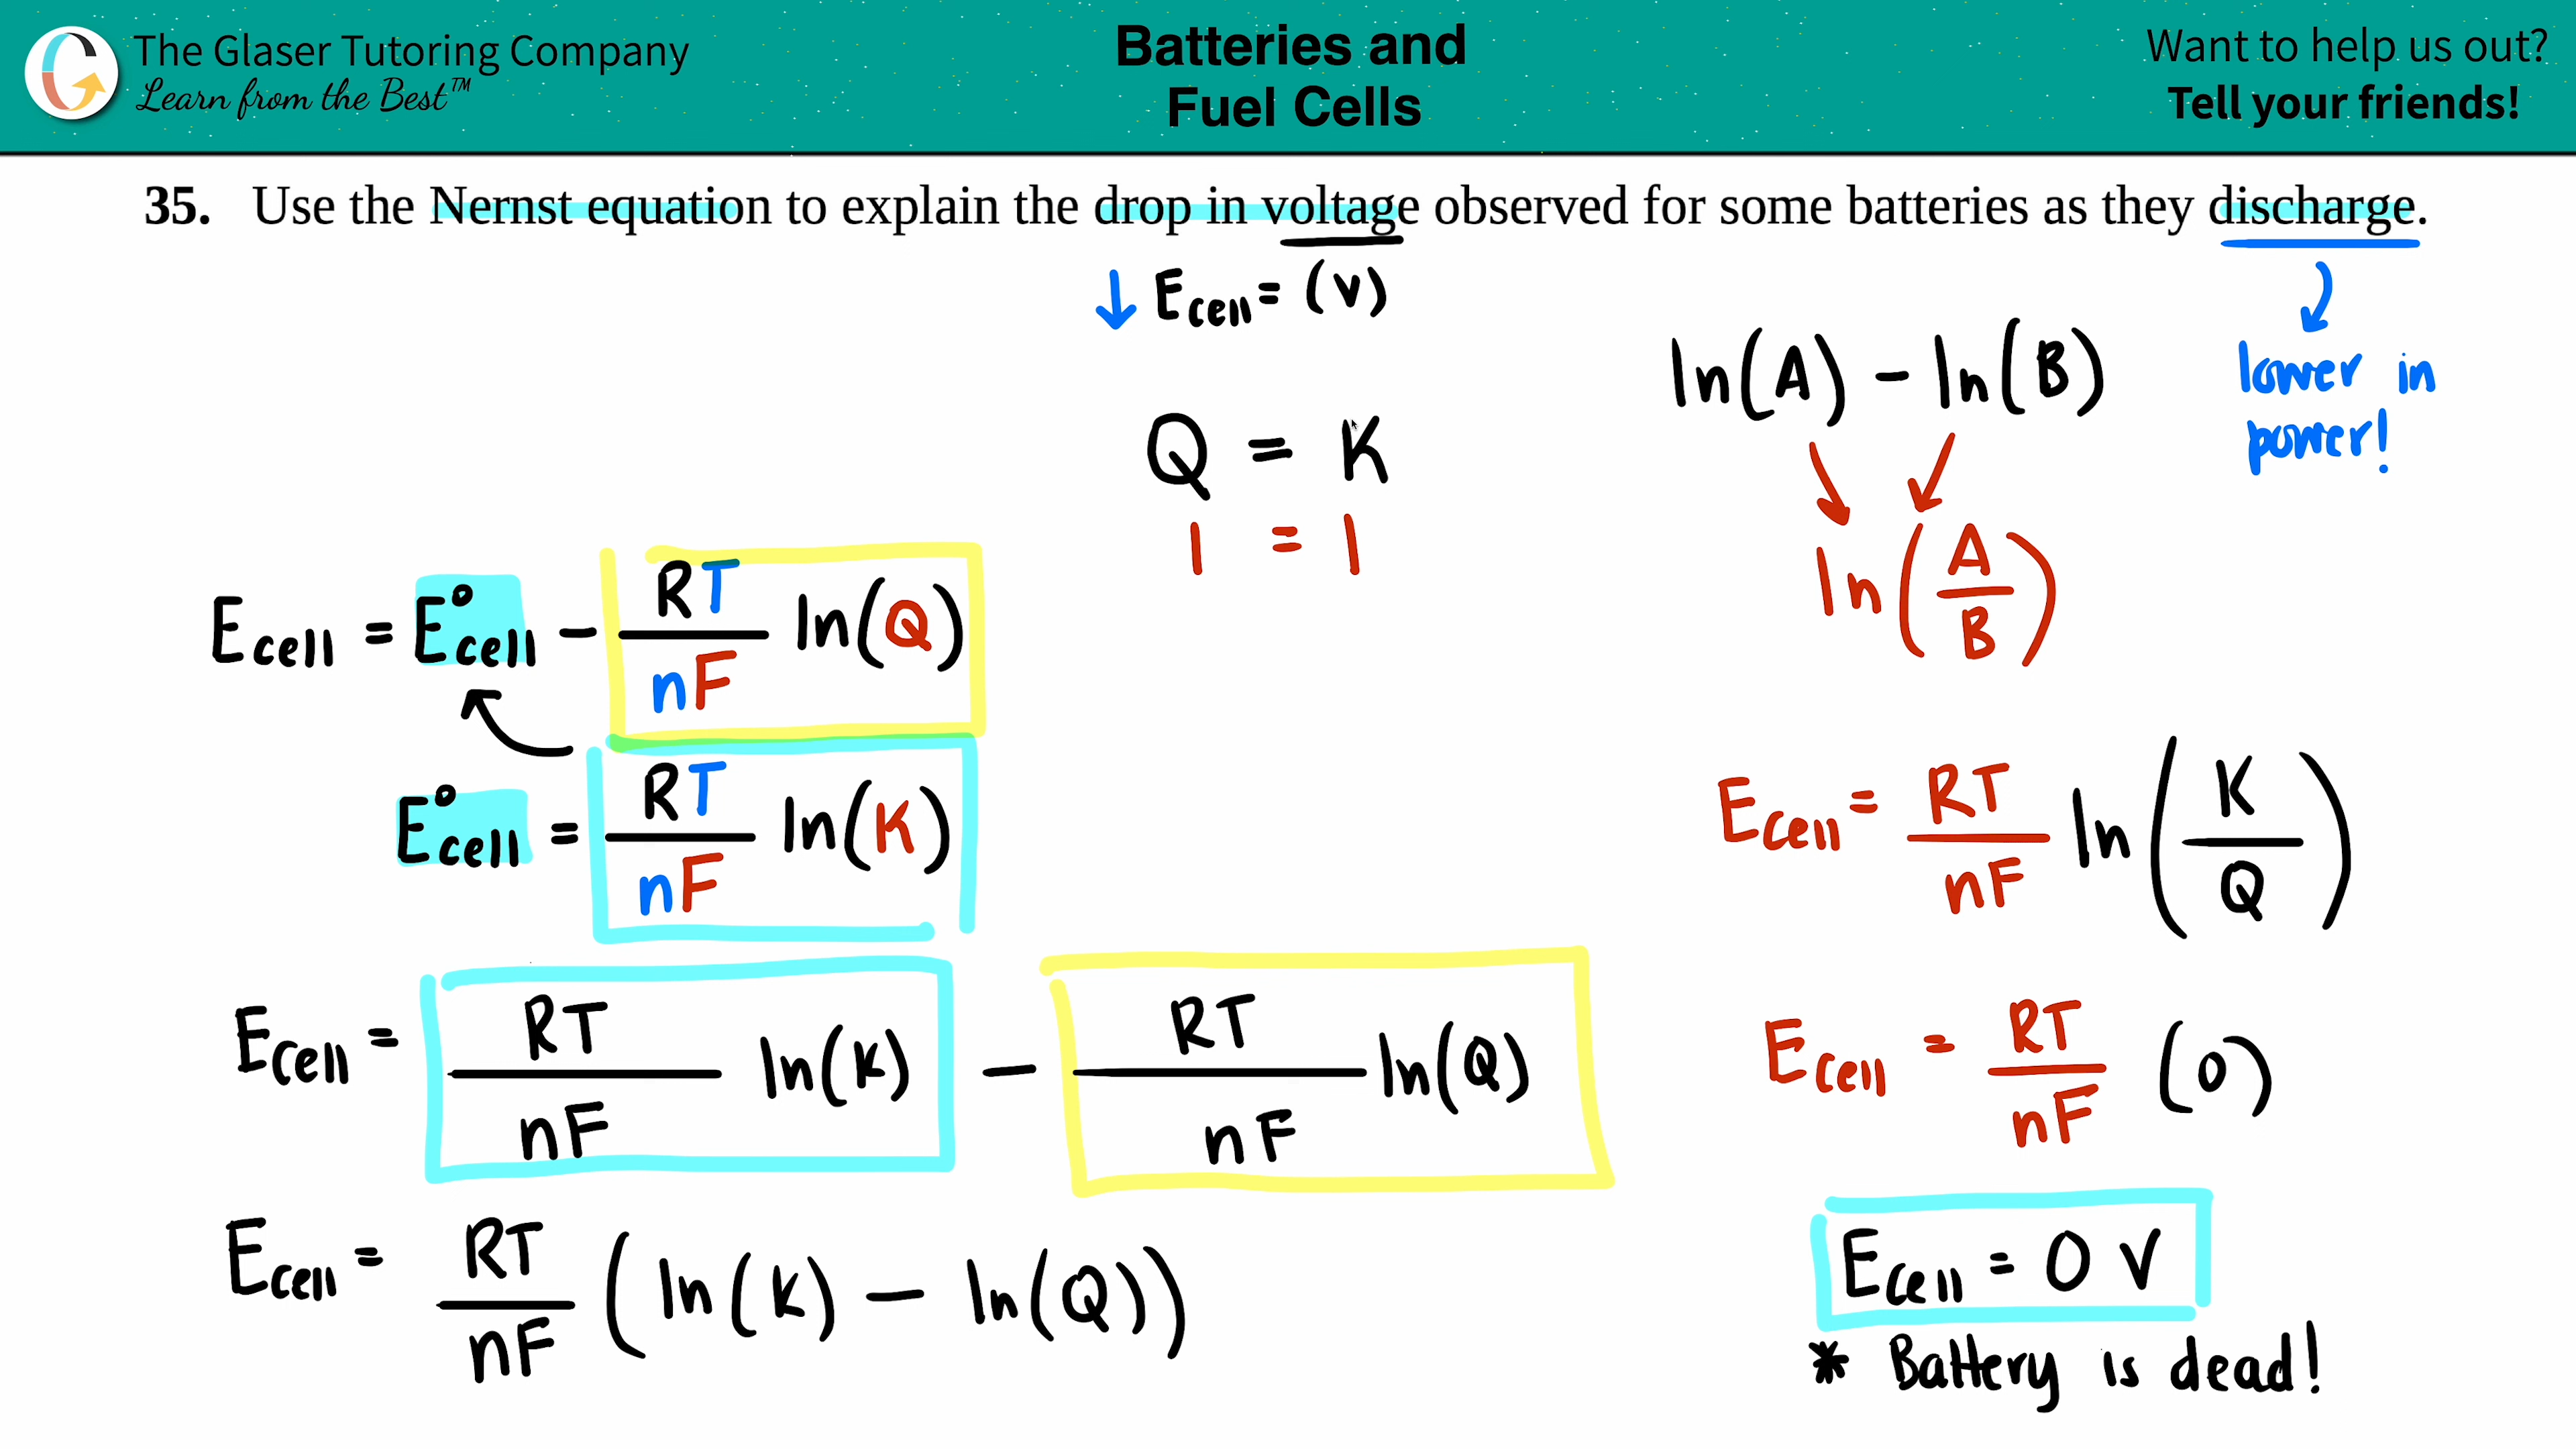 The Glaser Tutoring Company
Learn from the Best™
Batteries and
Fuel Cells
Want to help us out?
Tell your friends!
35. Use the Nernst equation to explain the drop in voltage observed for some batteries as they discharge.
↓ Ecell = (V)
lower in
power!
Q = K
1 = 1
ln(A) - ln(B)
ln(A/B)
Ecell = E°cell - RT/nF ln(Q)
E°cell = RT/nF ln(K)
Ecell = RT/nF ln(K) - RT/nF ln(Q)
Ecell = RT/nF (ln(K) - ln(Q))
Ecell = RT/nF ln(K/Q)
Ecell = RT/nF (0)
Ecell = 0 V
* Battery is dead!